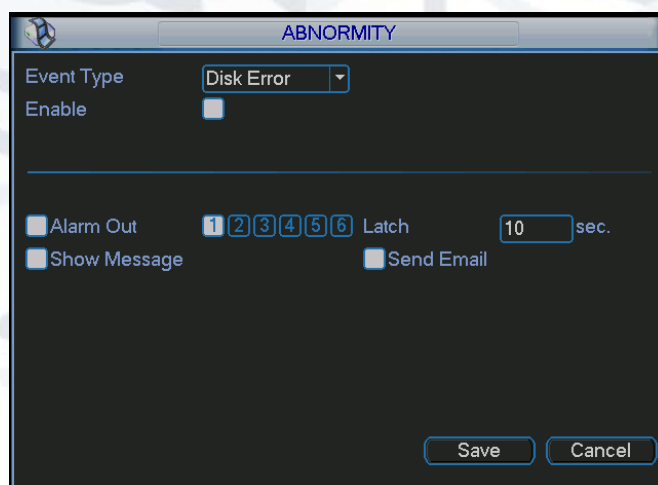 ABNORMITY
Event Type Disk Error
Enable
Alarm Out 1 2 3 4 5 6 Latch 10 sec.
Show Message Send Email
Save Cancel